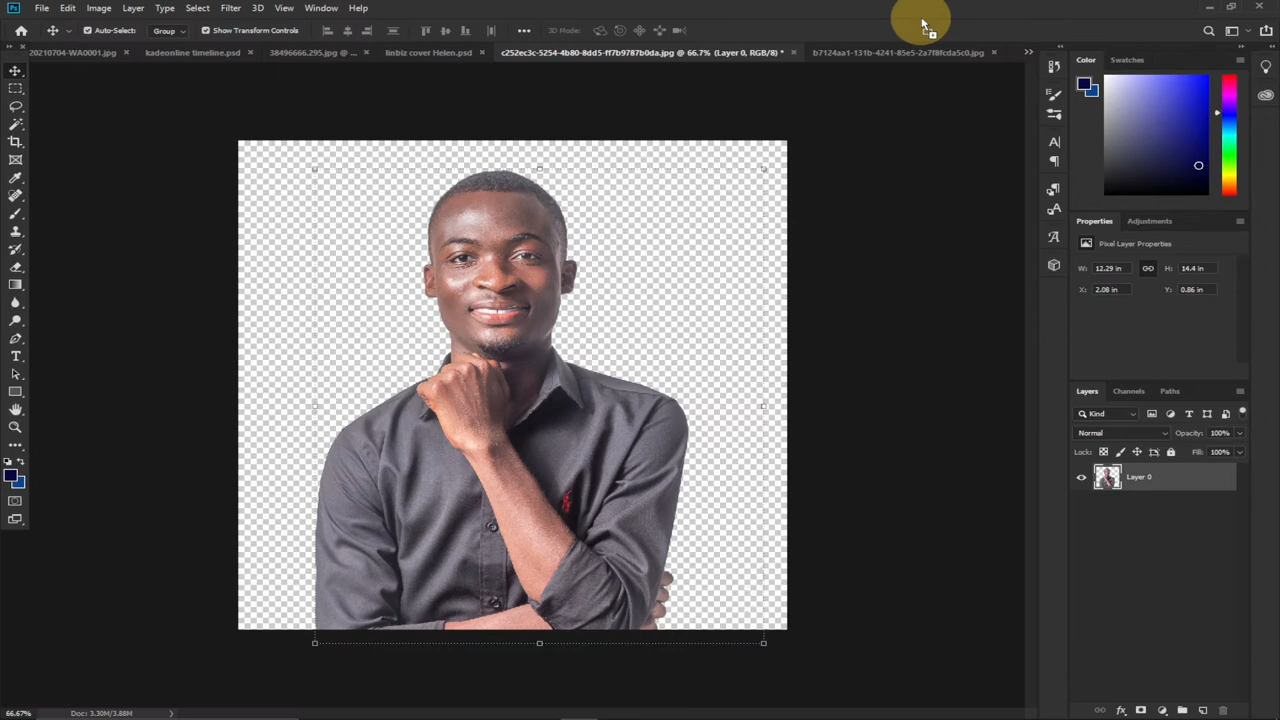 Ps File Edit Image Layer Type Select Filter 3D View Window Help
Auto-Select: Group Show Transform Controls 3D Mode:
20210704-WA0001.jpg kadeonline timeline.psd 38496666.295.jpg @ ... linbiz cover Helen.psd c252ec3c-5254-4b80-8dd5-ff7b9787b0da.jpg @ 66.7% (Layer 0, RGB/8) * b7124aa1-131b-4241-85e5-2a7f8fcda5c0.jpg
Color Swatches
Properties Adjustments
Pixel Layer Properties
W: 12.29 in H: 14.4 in
X: 2.08 in Y: 0.86 in
Layers Channels Paths
Kind
Normal Opacity: 100%
Lock: Fill: 100%
Layer 0
66.67% Doc: 3.30M/3.88M